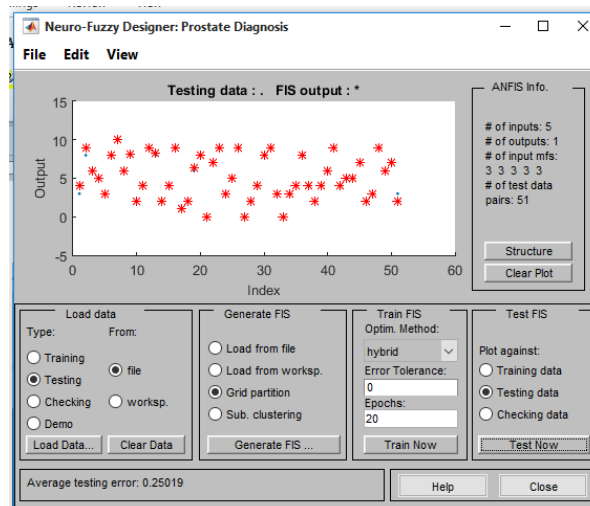 Neuro-Fuzzy Designer: Prostate Diagnosis
File Edit View
Testing data : . FIS output : *
15
10
5
0
-5
Output
0 10 20 30 40 50 60
Index
ANFIS Info.
# of inputs: 5
# of outputs: 1
# of input mfs:
3 3 3 3 3
# of test data
pairs: 51
Structure
Clear Plot
Load data
Type: From:
Training
Testing
Checking
Demo
file
worksp.
Load Data... Clear Data
Generate FIS
Load from file
Load from worksp.
Grid partition
Sub. clustering
Generate FIS ...
Train FIS
Optim. Method:
hybrid
Error Tolerance:
0
Epochs:
20
Train Now
Test FIS
Plot against:
Training data
Testing data
Checking data
Test Now
Average testing error: 0.25019
Help Close